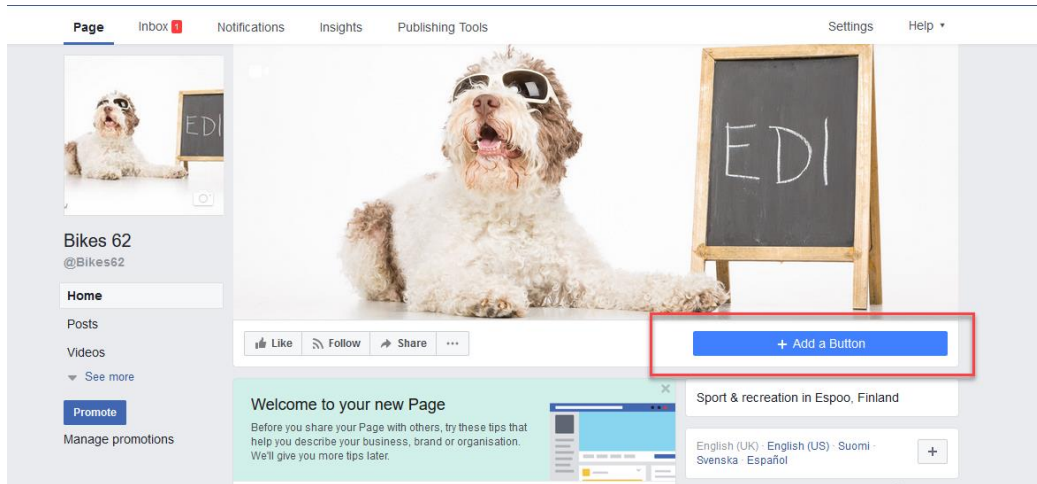 Page Inbox 1 Notifications Insights Publishing Tools Settings Help
EDI
EDI
Bikes 62
@Bikes62
Home
Posts
Videos
See more
Promote
Manage promotions
Like Follow Share ...
+ Add a Button
Welcome to your new Page
Before you share your Page with others, try these tips that
help you describe your business, brand or organisation.
We'll give you more tips later.
Sport & recreation in Espoo, Finland
English (UK) · English (US) · Suomi ·
Svenska · Español
+